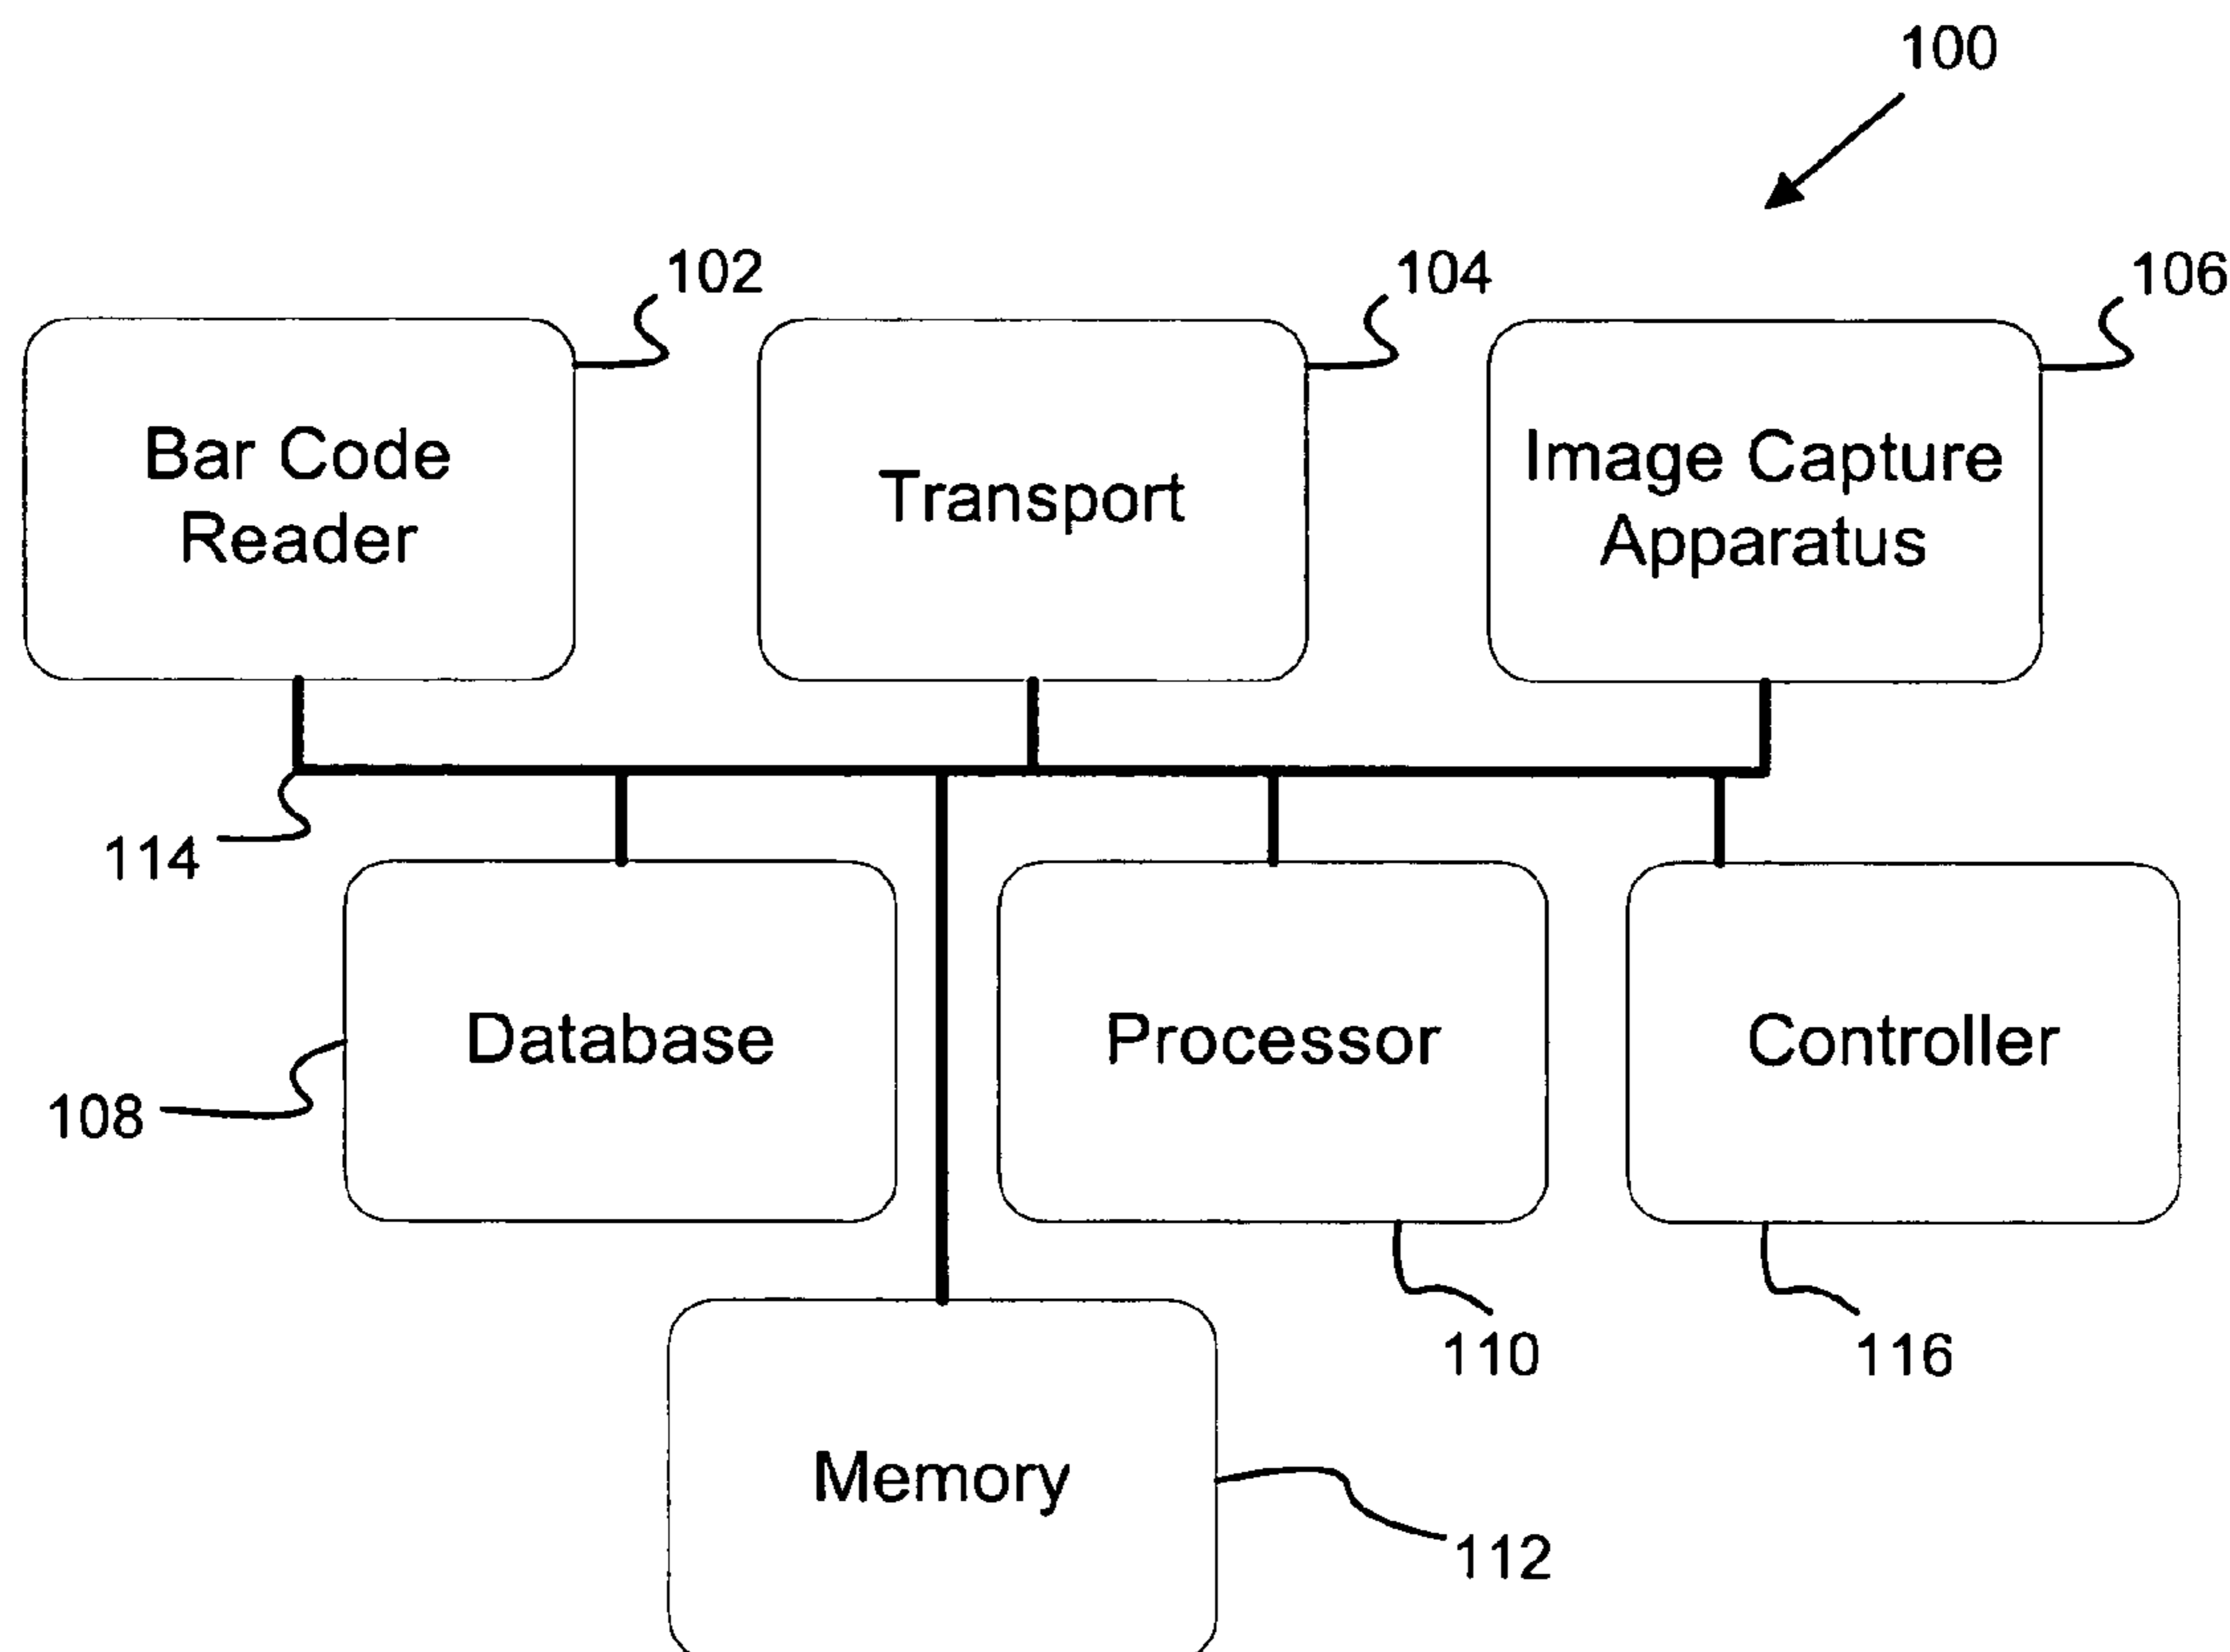 100
102
104
106
Bar Code
Reader
Transport
Image Capture
Apparatus
114
Database
Processor
Controller
108
110
116
Memory
112